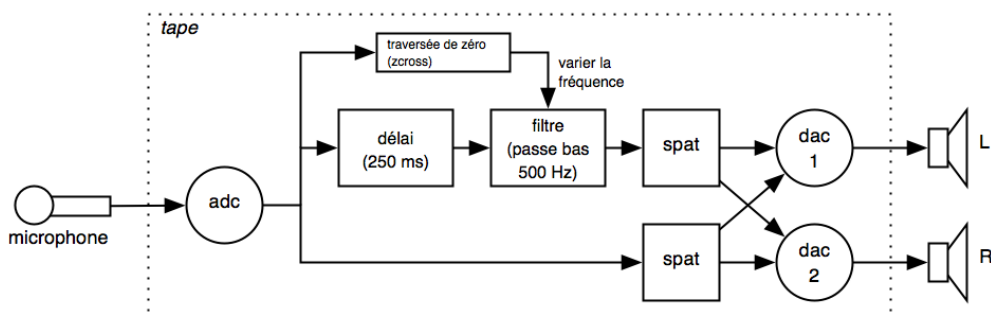 tape
traversée de zéro
(zcross)
varier la
fréquence
délai
(250 ms)
filtre
(passe bas
500 Hz)
spat
dac
1
L
adc
microphone
spat
dac
2
R